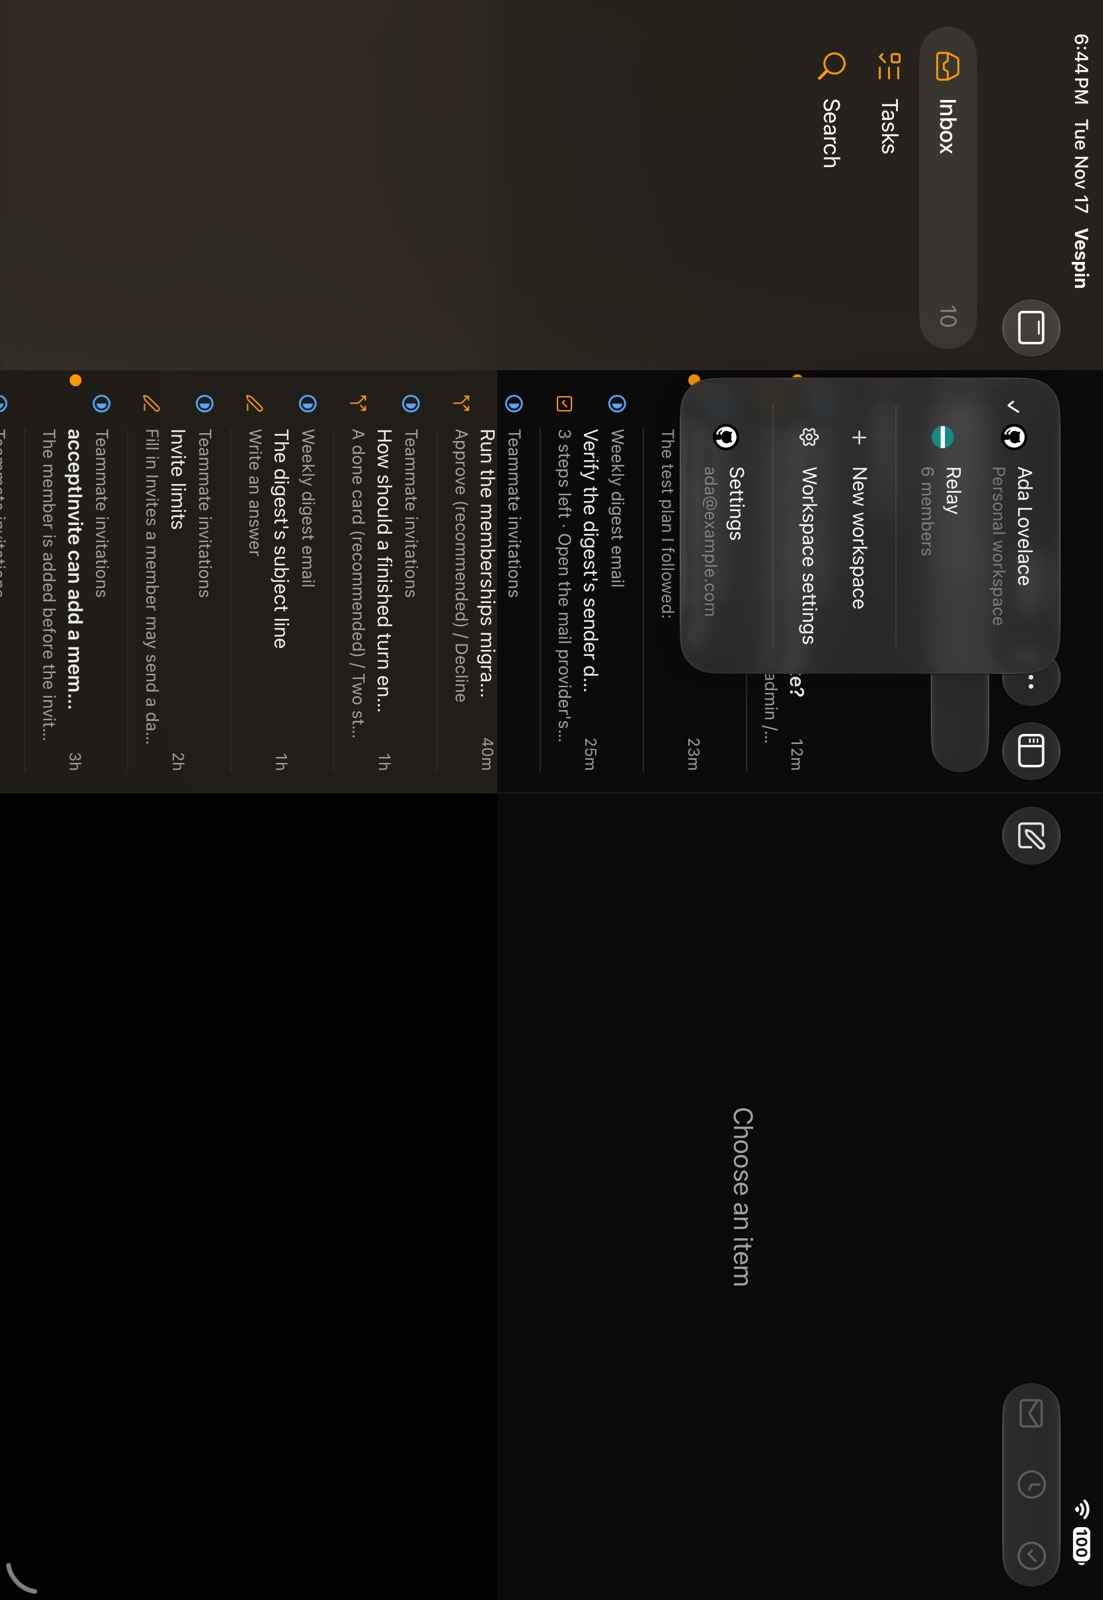 6:44 PM Tue Nov 17 Vespin
100
Inbox 10
Tasks
Search
Ada Lovelace
Personal workspace
Relay
6 members
New workspace
Workspace settings
Settings
ada@example.com
12m
admin /...
23m
The test plan I followed:
Weekly digest email
Verify the digest's sender d... 25m
3 steps left · Open the mail provider's...
Teammate invitations
Run the memberships migra... 40m
Approve (recommended) / Decline
Teammate invitations
How should a finished turn en... 1h
A done card (recommended) / Two st...
Weekly digest email
The digest's subject line 1h
Write an answer
Teammate invitations
Invite limits 2h
Fill in Invites a member may send a da...
Teammate invitations
acceptInvite can add a mem... 3h
The member is added before the invit...
Teammate invitations
Choose an item